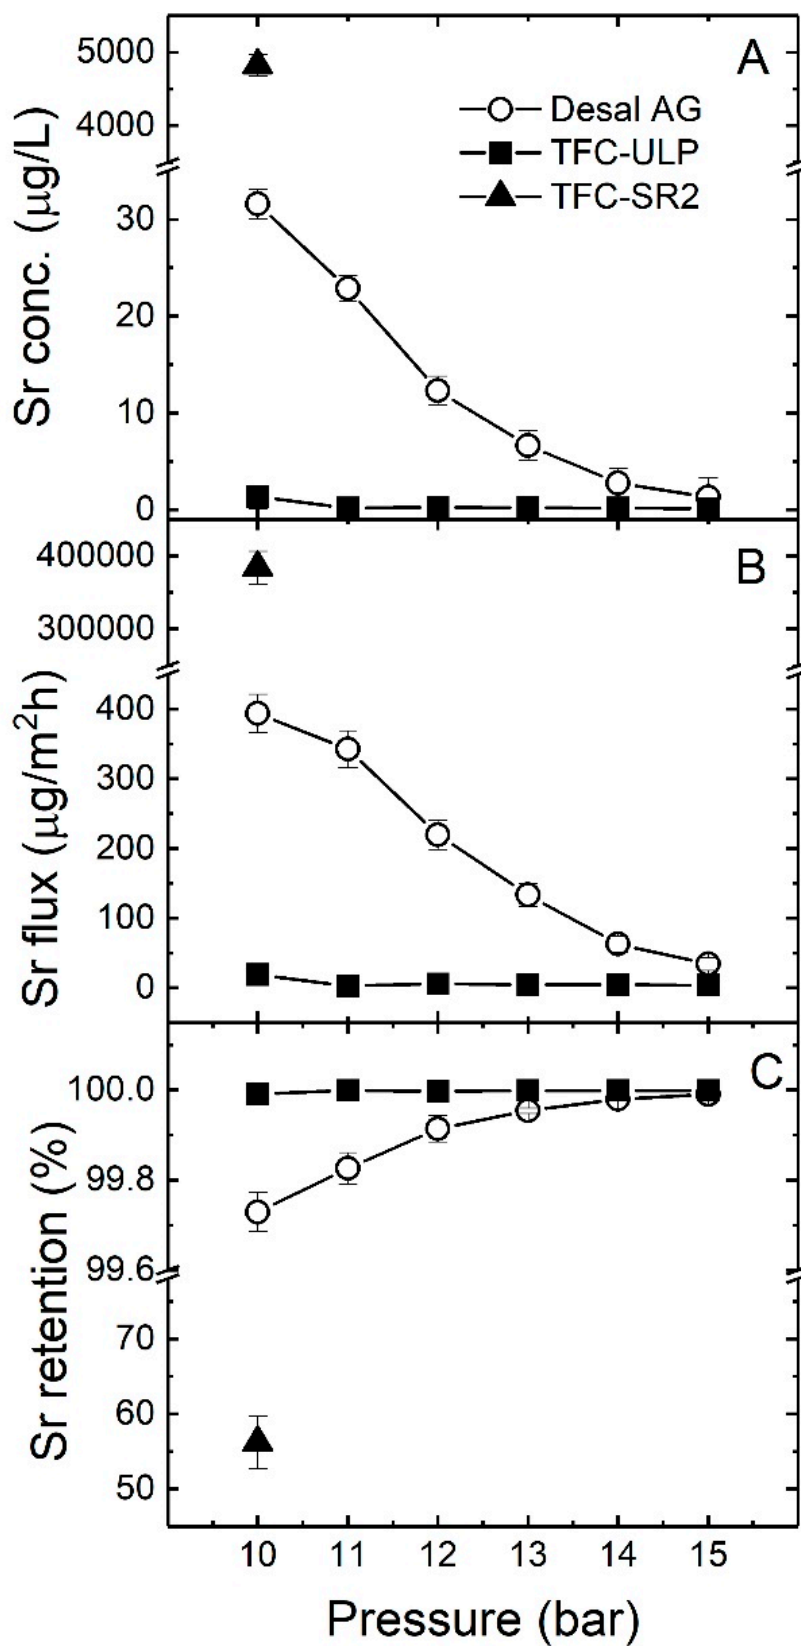 A
5000
4000
Desal AG
TFC-ULP
TFC-SR2
30
20
10
0
Sr conc. (μg/L)
B
400000
300000
400
300
200
100
0
Sr flux (μg/m²h)
C
100.0
99.8
99.6
70
60
50
Sr retention (%)
10 11 12 13 14 15
Pressure (bar)